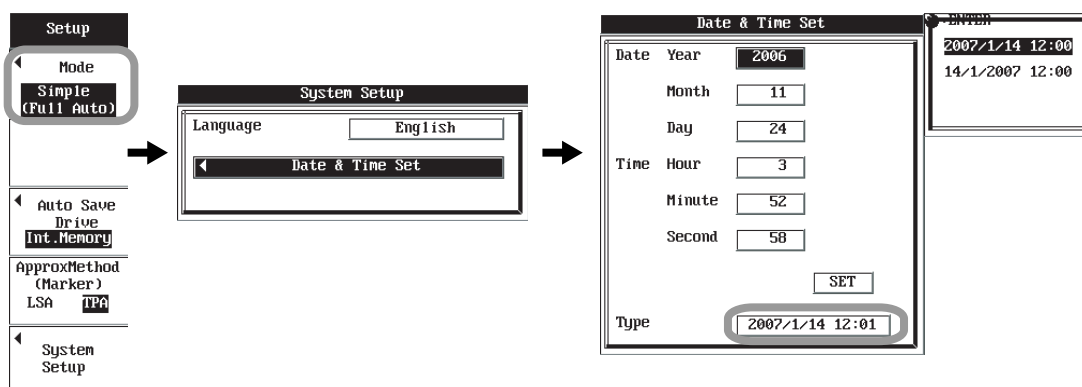 Setup
Mode
Simple
(Full Auto)
Auto Save
Drive
Int.Memory
ApproxMethod
(Marker)
LSA TPA
System
Setup
System Setup
Language English
Date & Time Set
Date & Time Set
Date Year 2006
Month 11
Day 24
Time Hour 3
Minute 52
Second 58
SET
Type 2007/1/14 12:01
:ENTER
2007/1/14 12:00
14/1/2007 12:00